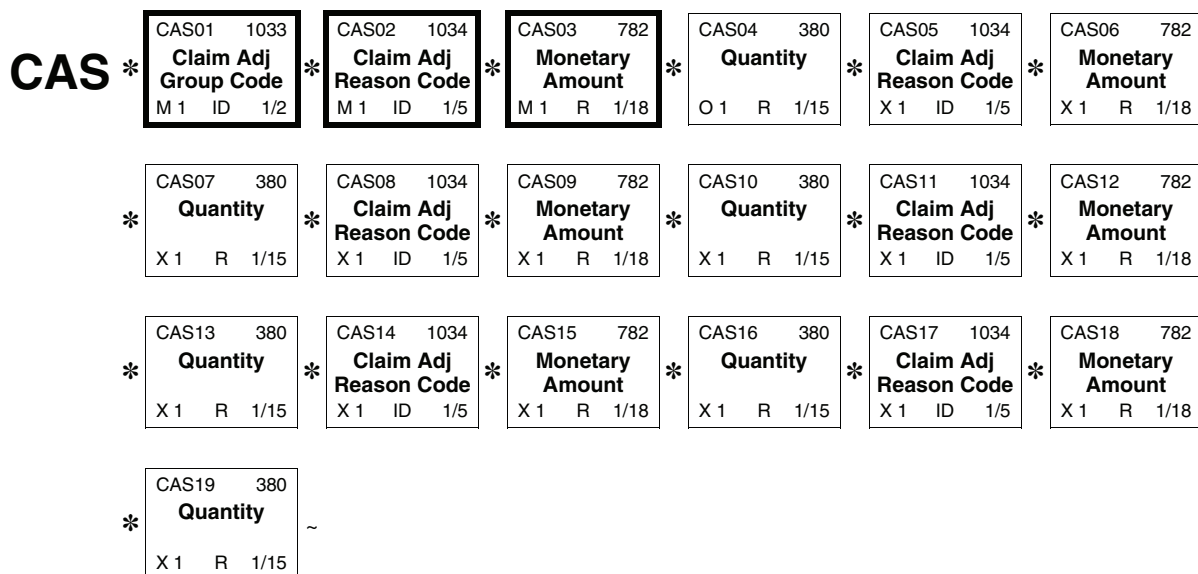 CAS01 1033 CAS02 1034 CAS03 782 CAS04 380 CAS05 1034 CAS06 782
CAS * Claim Adj Group Code * Claim Adj Reason Code * Monetary Amount * Quantity * Claim Adj Reason Code * Monetary Amount
M 1 ID 1/2 M 1 ID 1/5 M 1 R 1/18 O 1 R 1/15 X 1 ID 1/5 X 1 R 1/18
CAS07 380 CAS08 1034 CAS09 782 CAS10 380 CAS11 1034 CAS12 782
* Quantity * Claim Adj Reason Code * Monetary Amount * Quantity * Claim Adj Reason Code * Monetary Amount
X 1 R 1/15 X 1 ID 1/5 X 1 R 1/18 X 1 R 1/15 X 1 ID 1/5 X 1 R 1/18
CAS13 380 CAS14 1034 CAS15 782 CAS16 380 CAS17 1034 CAS18 782
* Quantity * Claim Adj Reason Code * Monetary Amount * Quantity * Claim Adj Reason Code * Monetary Amount
X 1 R 1/15 X 1 ID 1/5 X 1 R 1/18 X 1 R 1/15 X 1 ID 1/5 X 1 R 1/18
CAS19 380
* Quantity ~
X 1 R 1/15